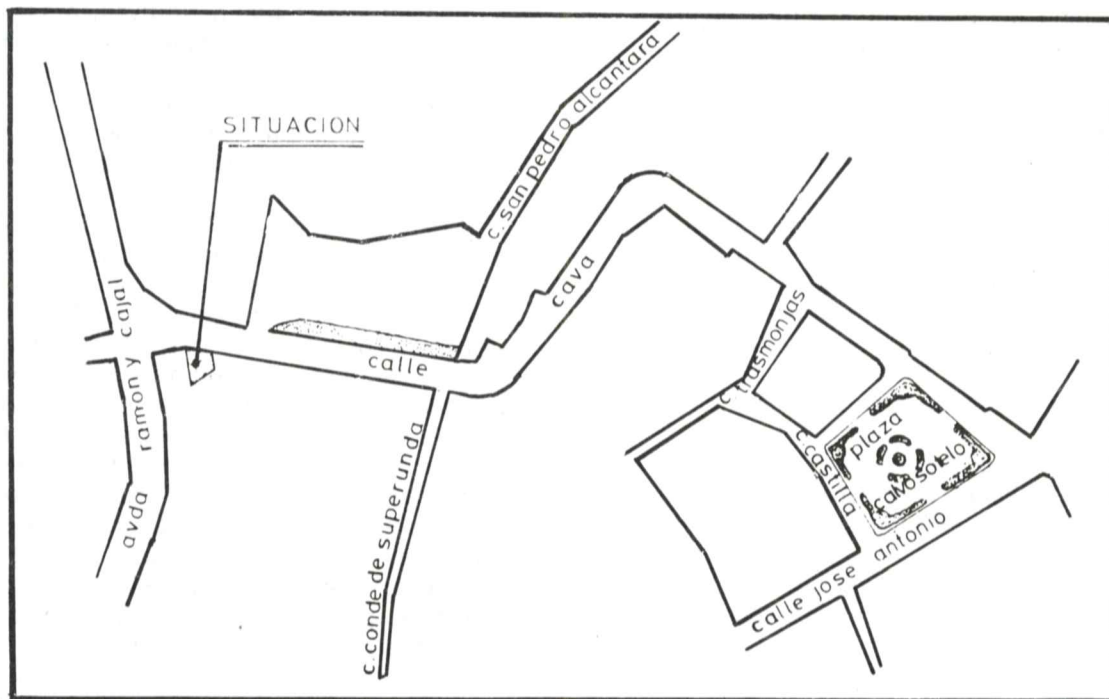 SITUACION
c. san pedro alcantara
avda ramon y cajal
calle cava
c. conde de superunda
c. trasmonjas
c. castilla
plaza
calvo sotelo
calle jose antonio